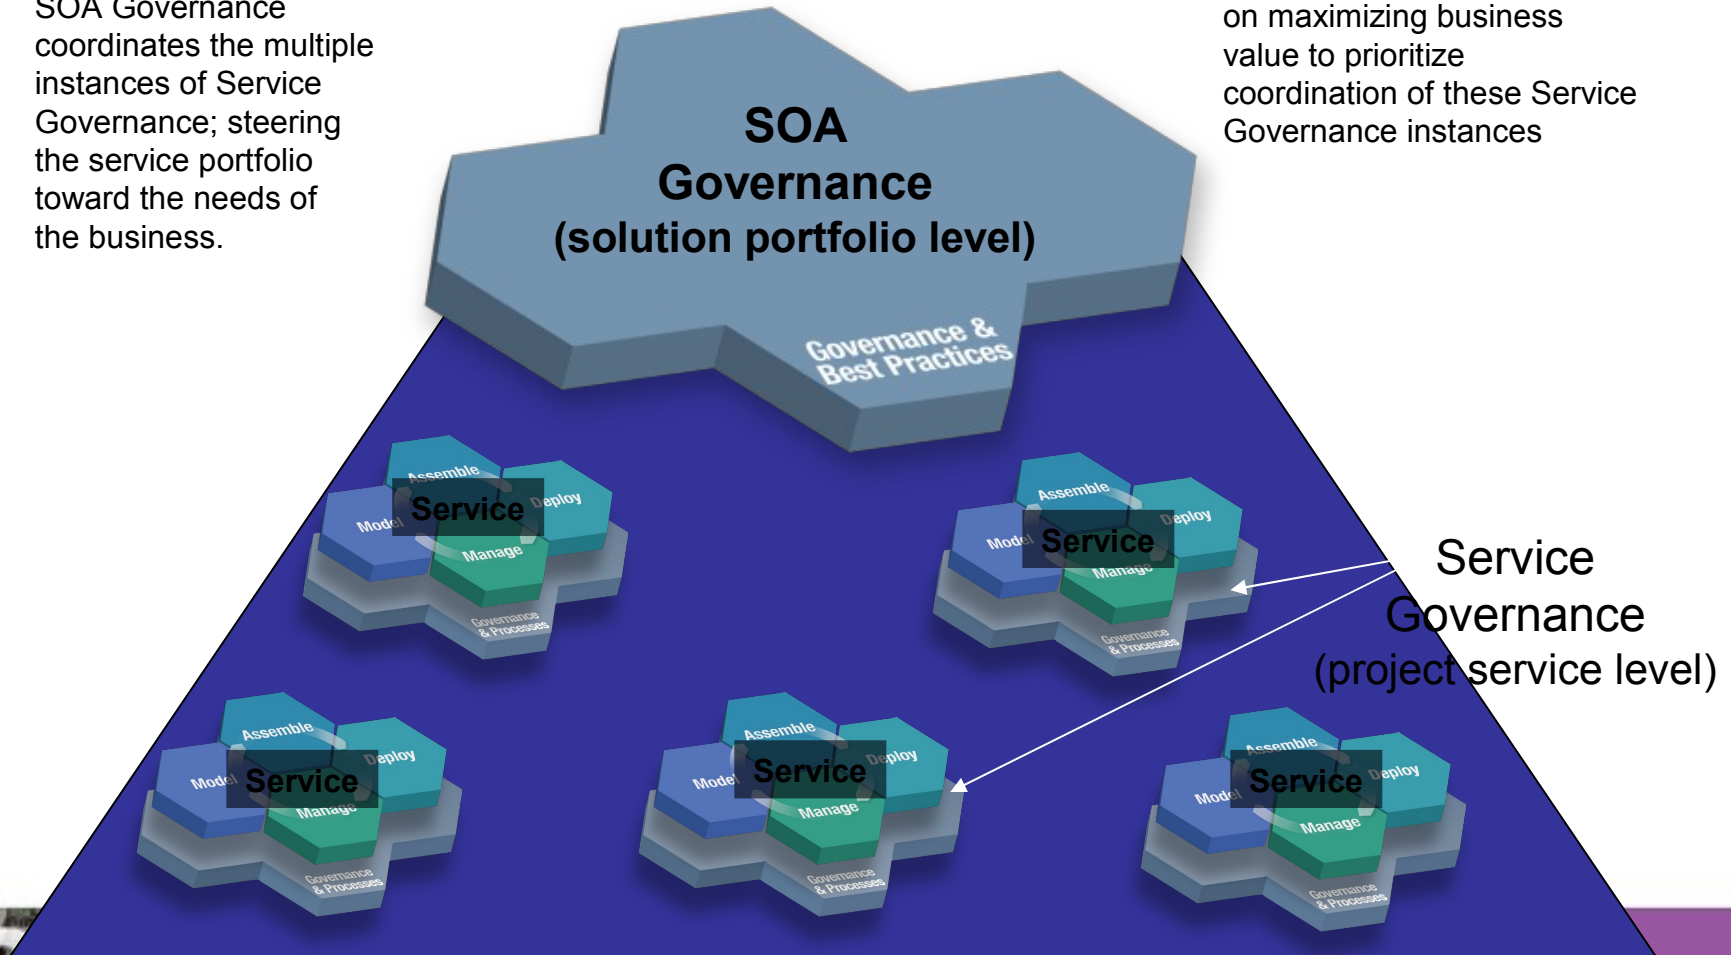 SOA Governance
coordinates the multiple
instances of Service
Governance; steering
the service portfolio
toward the needs of
the business.
on maximizing business
value to prioritize
coordination of these Service
Governance instances
SOA
Governance
(solution portfolio level)
Governance &
Best Practices
Assemble
Deploy
Service
Model
Manage
Governance
& Processes
Assemble
Deploy
Service
Model
Manage
Governance
& Processes
Service
Governance
(project service level)
Assemble
Deploy
Service
Model
Manage
Governance
& Processes
Assemble
Deploy
Service
Model
Manage
Governance
& Processes
Assemble
Deploy
Service
Model
Manage
Governance
& Processes